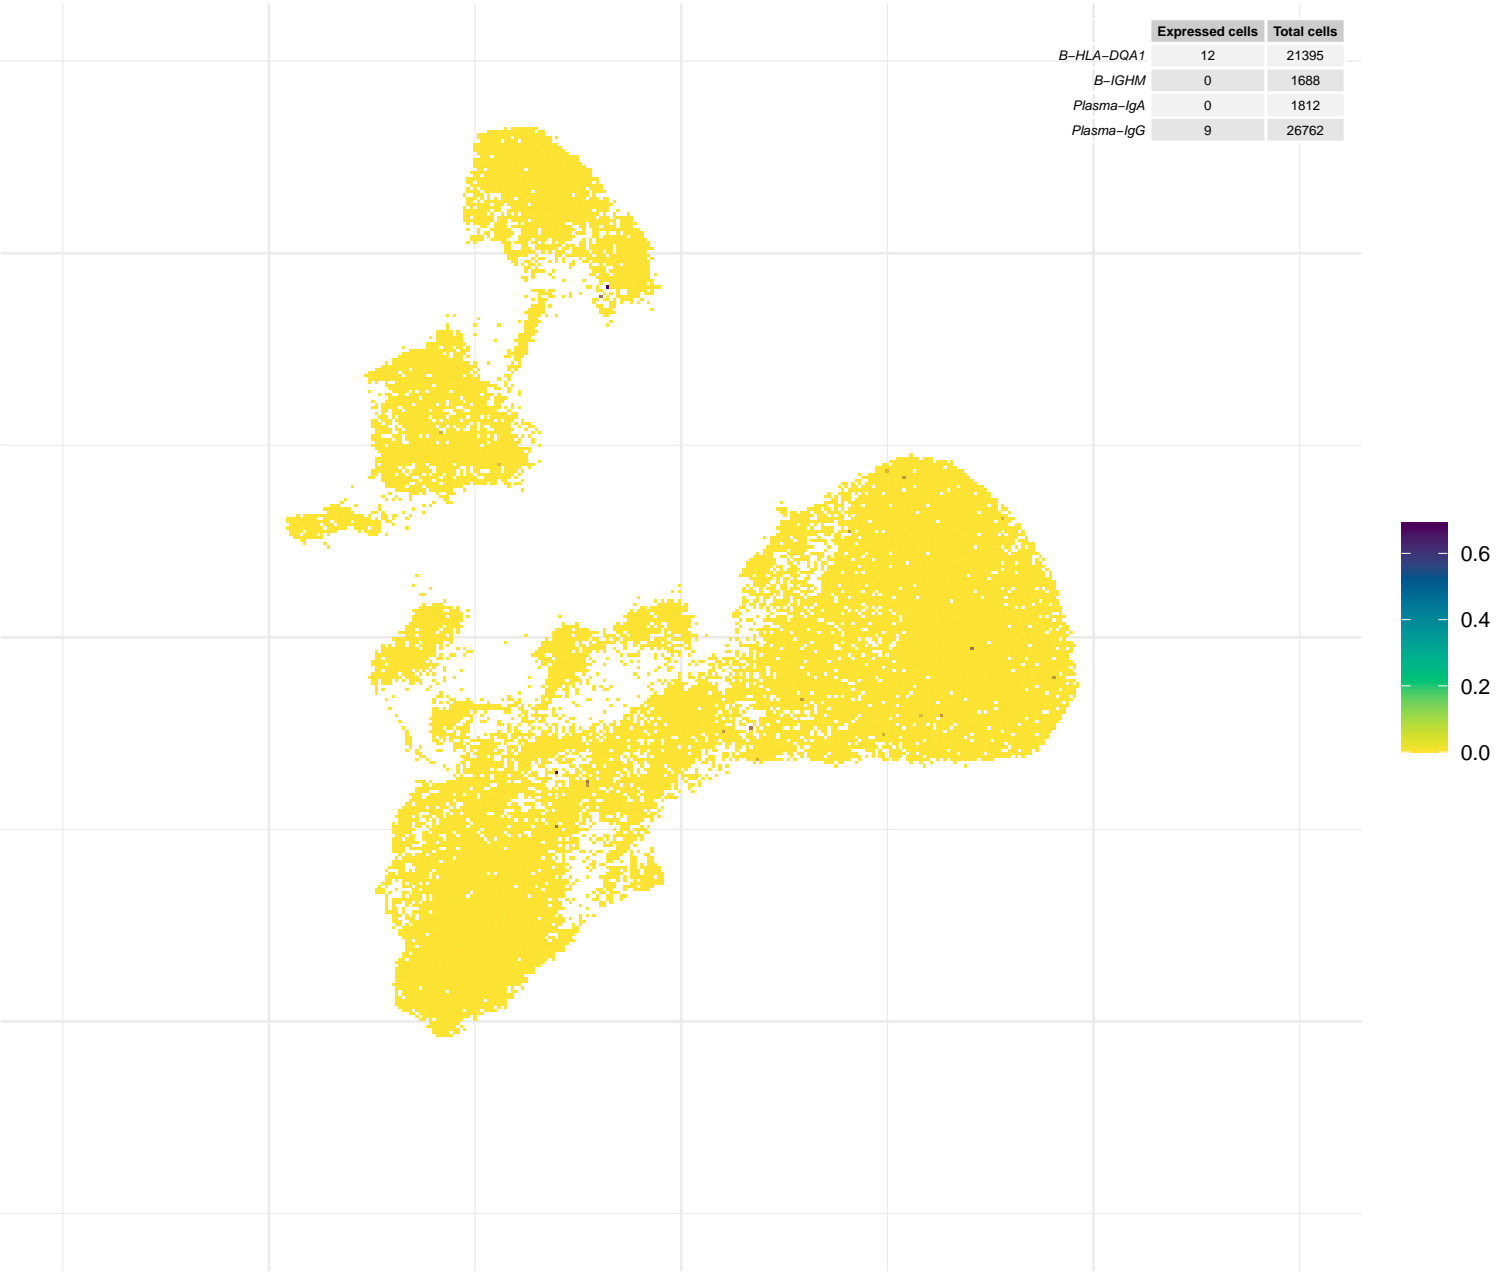 Expressed cells Total cells
B−HLA−DQA1 12 21395
B−IGHM 0 1688
Plasma−IgA 0 1812
Plasma−IgG 9 26762
0.6
0.4
0.2
0.0